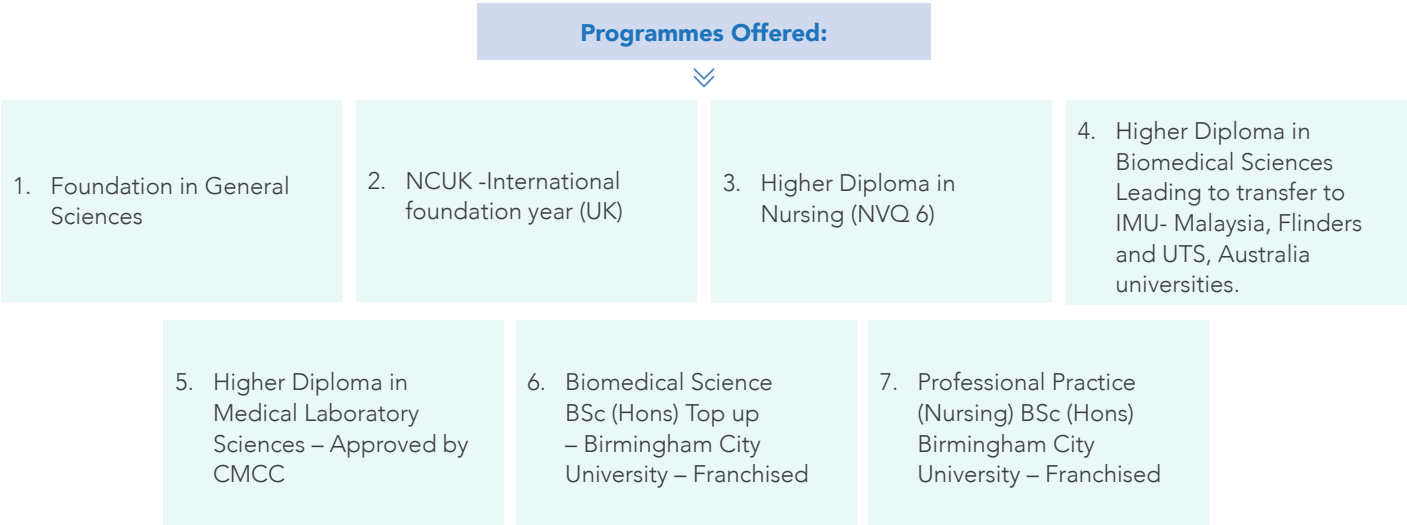 Programmes Offered:
1. Foundation in General
Sciences
2. NCUK -International
foundation year (UK)
3. Higher Diploma in
Nursing (NVQ 6)
4. Higher Diploma in
Biomedical Sciences
Leading to transfer to
IMU- Malaysia, Flinders
and UTS, Australia
universities.
5. Higher Diploma in
Medical Laboratory
Sciences – Approved by
CMCC
6. Biomedical Science
BSc (Hons) Top up
– Birmingham City
University – Franchised
7. Professional Practice
(Nursing) BSc (Hons)
Birmingham City
University – Franchised